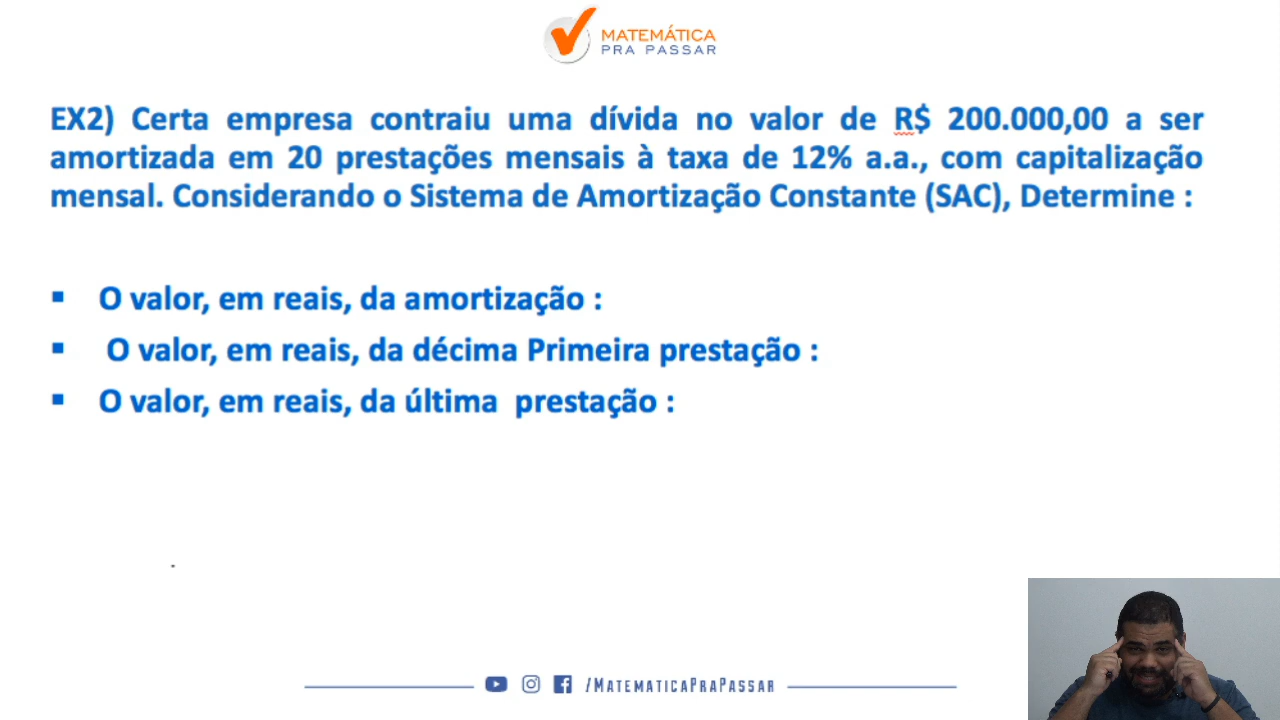 MATEMÁTICA
PRA PASSAR
EX2) Certa empresa contraiu uma dívida no valor de R$ 200.000,00 a ser
amortizada em 20 prestações mensais à taxa de 12% a.a., com capitalização
mensal. Considerando o Sistema de Amortização Constante (SAC), Determine :
▪ O valor, em reais, da amortização :
▪ O valor, em reais, da décima Primeira prestação :
▪ O valor, em reais, da última prestação :
/MATEMATICAPRAPASSAR